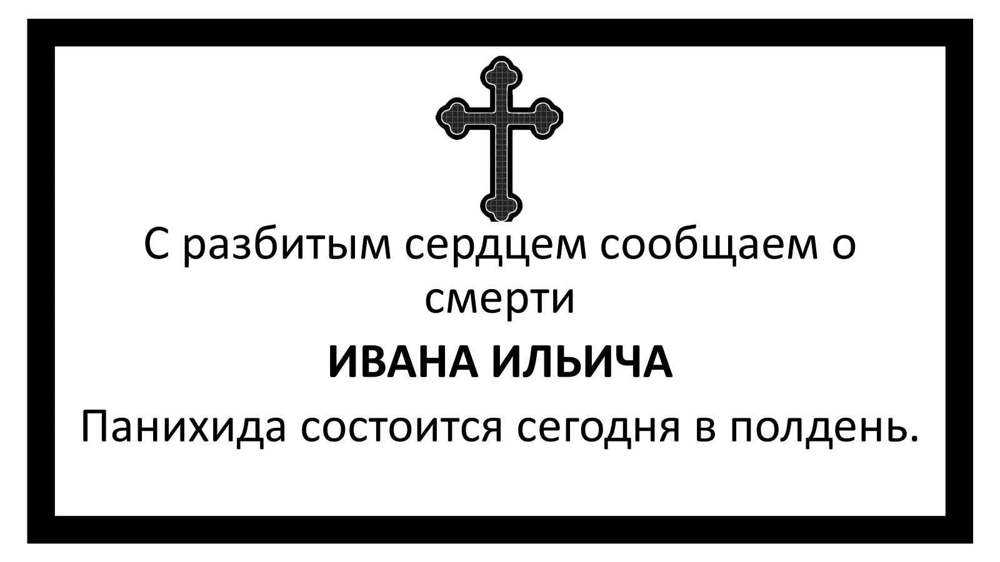 С разбитым сердцем сообщаем о
смерти
ИВАНА ИЛЬИЧА
Панихида состоится сегодня в полдень.